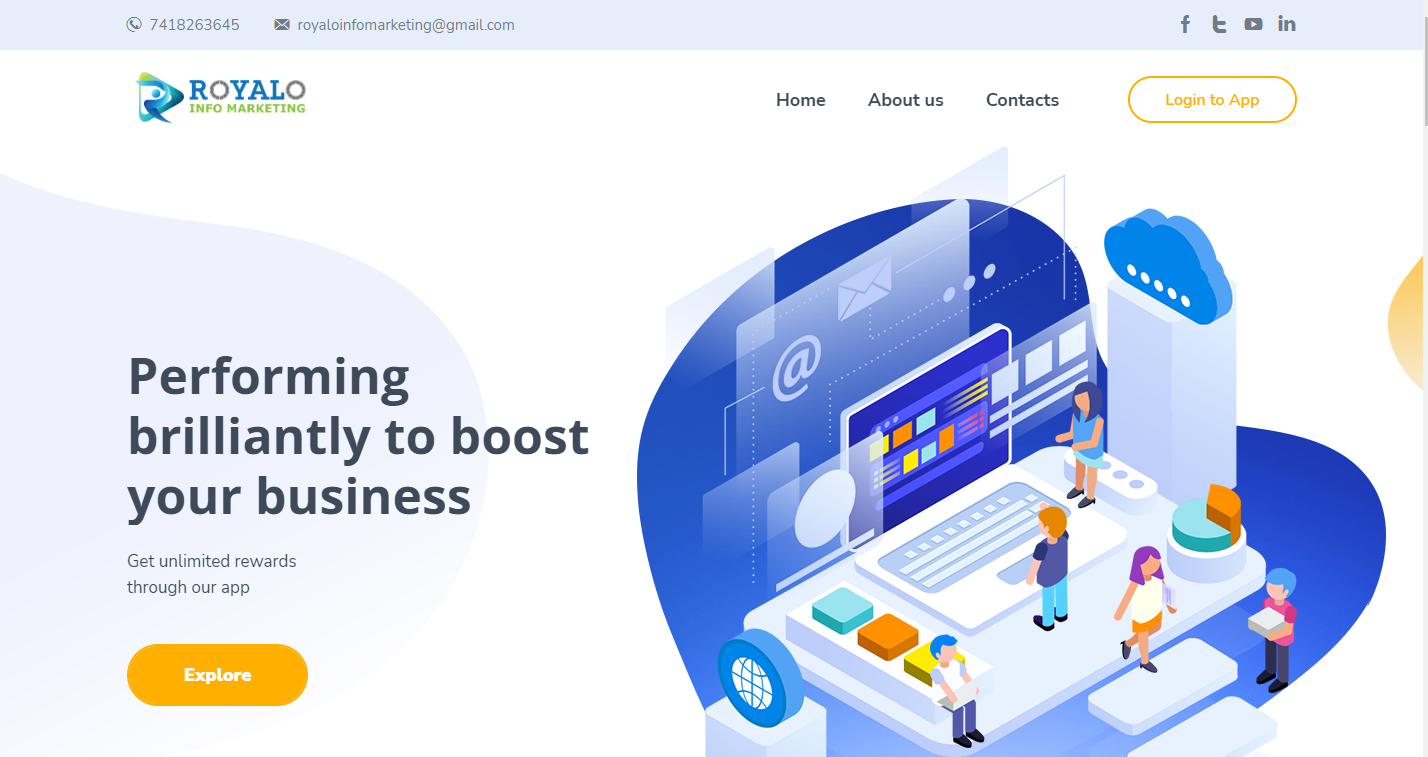 7418263645 royaloinfomarketing@gmail.com
ROYALO
INFO MARKETING
Home About us Contacts Login to App
Performing
brilliantly to boost
your business
Get unlimited rewards
through our app
Explore
@